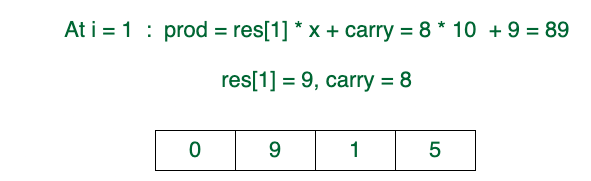 At i = 1 : prod = res[1] * x + carry = 8 * 10 + 9 = 89
res[1] = 9, carry = 8
0 9 1 5